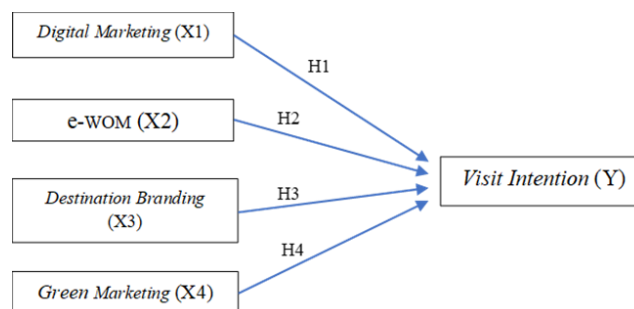 Digital Marketing (X1)
H1
e-WOM (X2)
H2
Visit Intention (Y)
Destination Branding
(X3)
H3
H4
Green Marketing (X4)